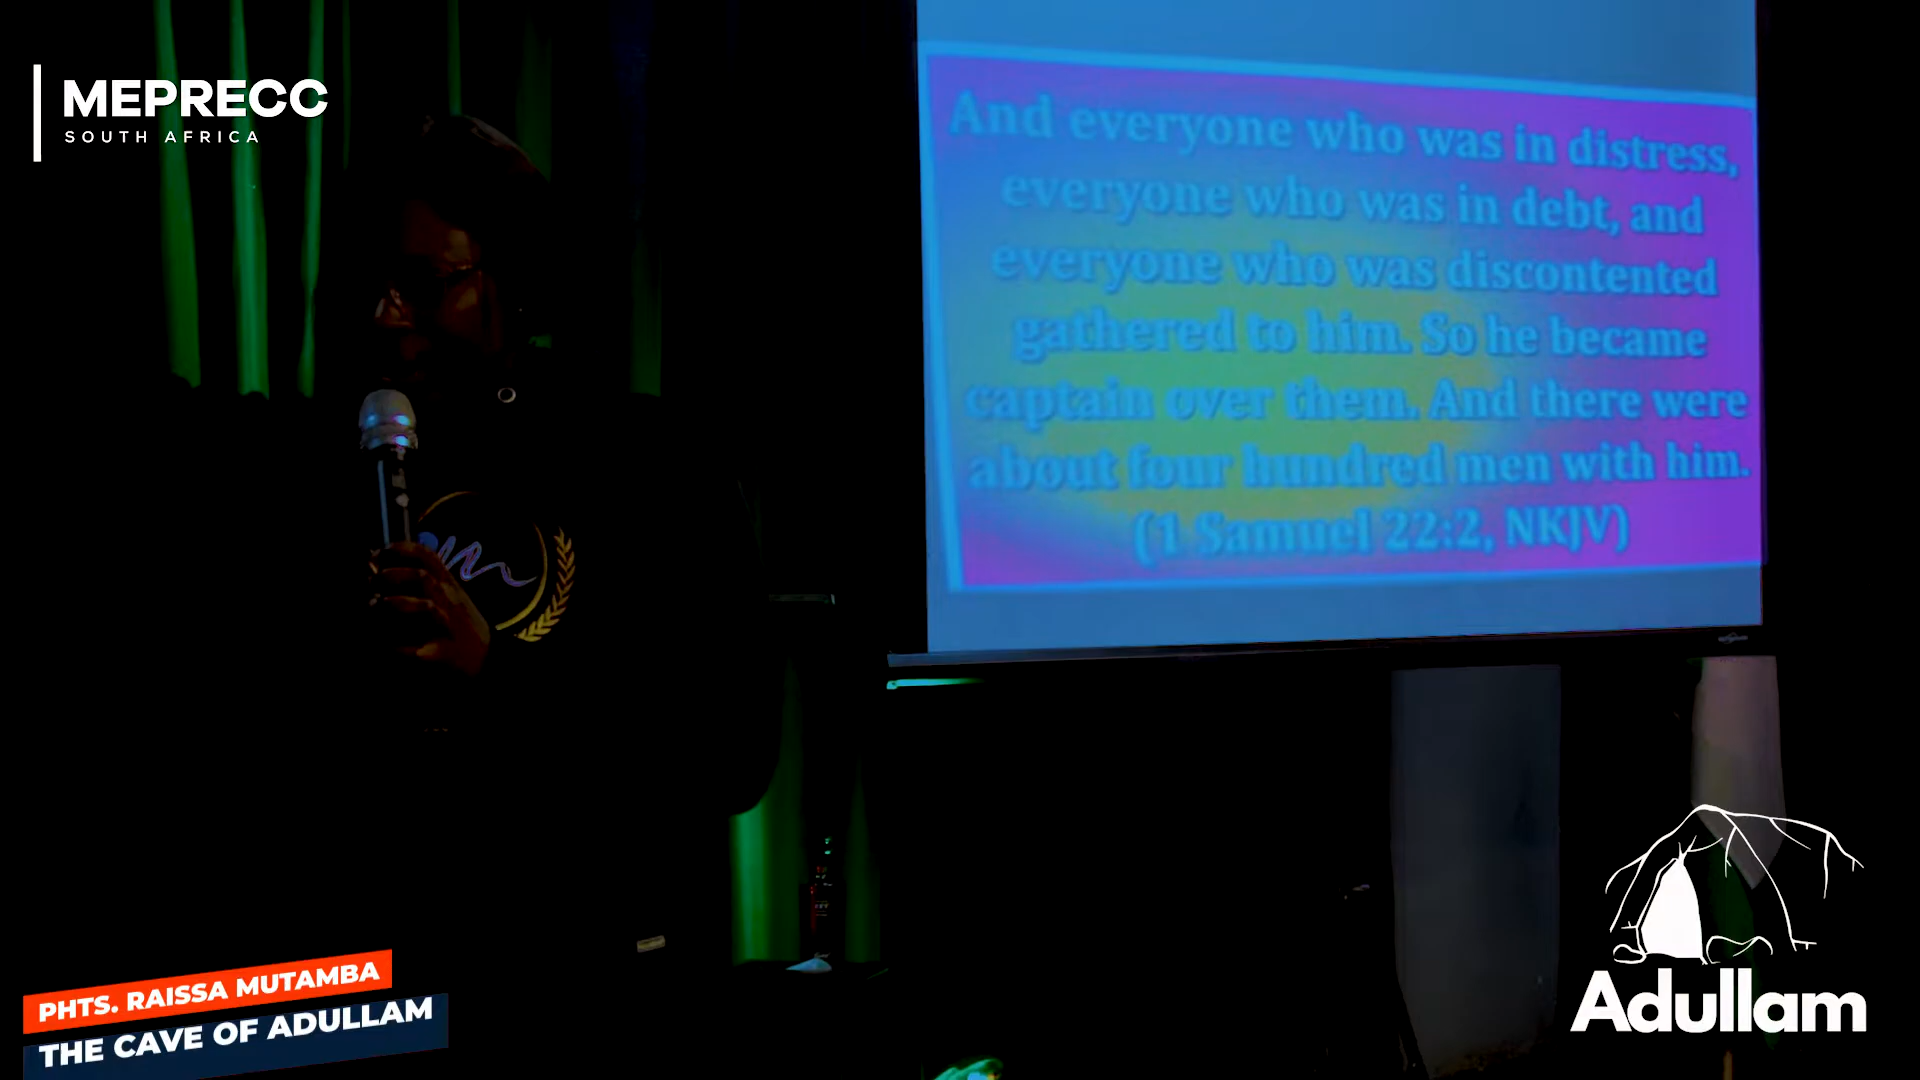 MEPRECC
SOUTH AFRICA
And everyone who was in distress,
everyone who was in debt, and
everyone who was discontented
gathered to him. So he became
captain over them. And there were
about four hundred men with him.
(1 Samuel 22:2, NKJV)
PHTS. RAISSA MUTAMBA
THE CAVE OF ADULLAM
Adullam